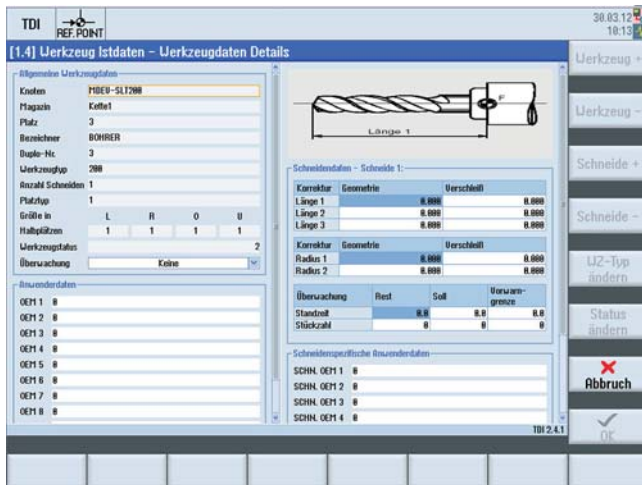 TDI
REF. POINT
30.03.12
10:13
[1.4] Werkzeug Istdaten - Werkzeugdaten Details
Allgemeine Werkzeugdaten
Knoten MDEV-SLT200
Magazin Kette1
Platz 3
Bezeichner BOHRER
Duplo-Nr. 3
Werkzeugtyp 200
Anzahl Schneiden 1
Platztyp 1
Größe in L R O U
Halbplätzen 1 1 1 1
Werkzeugstatus 2
Überwachung Keine
Anwenderdaten
OEM 1 0
OEM 2 0
OEM 3 0
OEM 4 0
OEM 5 0
OEM 6 0
OEM 7 0
OEM 8 0
F
Länge 1
Schneidendaten - Schneide 1:
Korrektur Geometrie Verschleiß
Länge 1 0.000 0.000
Länge 2 0.000 0.000
Länge 3 0.000 0.000
Korrektur Geometrie Verschleiß
Radius 1 0.000 0.000
Radius 2 0.000 0.000
Überwachung Rest Soll Vorwarn-
grenze
Standzeit 0.0 0.0 0.0
Stückzahl 0 0 0
Schneidenspezifische Anwenderdaten
SCHN. OEM 1 0
SCHN. OEM 2 0
SCHN. OEM 3 0
SCHN. OEM 4 0
TDI 2.4.1
Werkzeug +
Werkzeug -
Schneide +
Schneide -
WZ-Typ
ändern
Status
ändern
Abbruch
OK